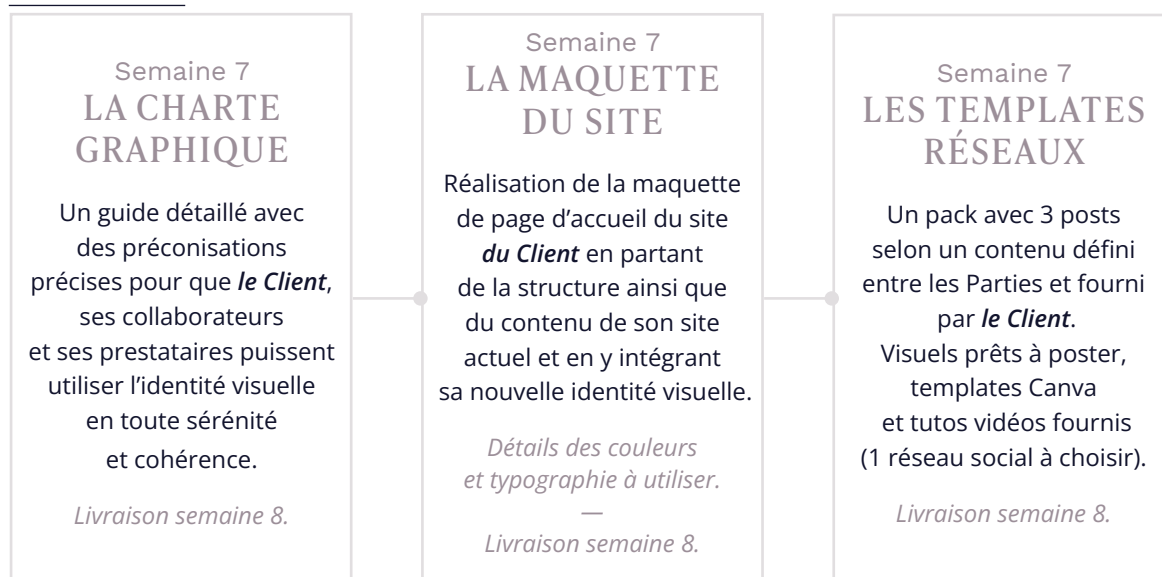 Semaine 7
LA CHARTE
GRAPHIQUE
Un guide détaillé avec
des préconisations
précises pour que le Client,
ses collaborateurs
et ses prestataires puissent
utiliser l’identité visuelle
en toute sérénité
et cohérence.
Livraison semaine 8.
Semaine 7
LA MAQUETTE
DU SITE
Réalisation de la maquette
de page d’accueil du site
du Client en partant
de la structure ainsi que
du contenu de son site
actuel et en y intégrant
sa nouvelle identité visuelle.
Détails des couleurs
et typographie à utiliser.
—
Livraison semaine 8.
Semaine 7
LES TEMPLATES
RÉSEAUX
Un pack avec 3 posts
selon un contenu défini
entre les Parties et fourni
par le Client.
Visuels prêts à poster,
templates Canva
et tutos vidéos fournis
(1 réseau social à choisir).
Livraison semaine 8.